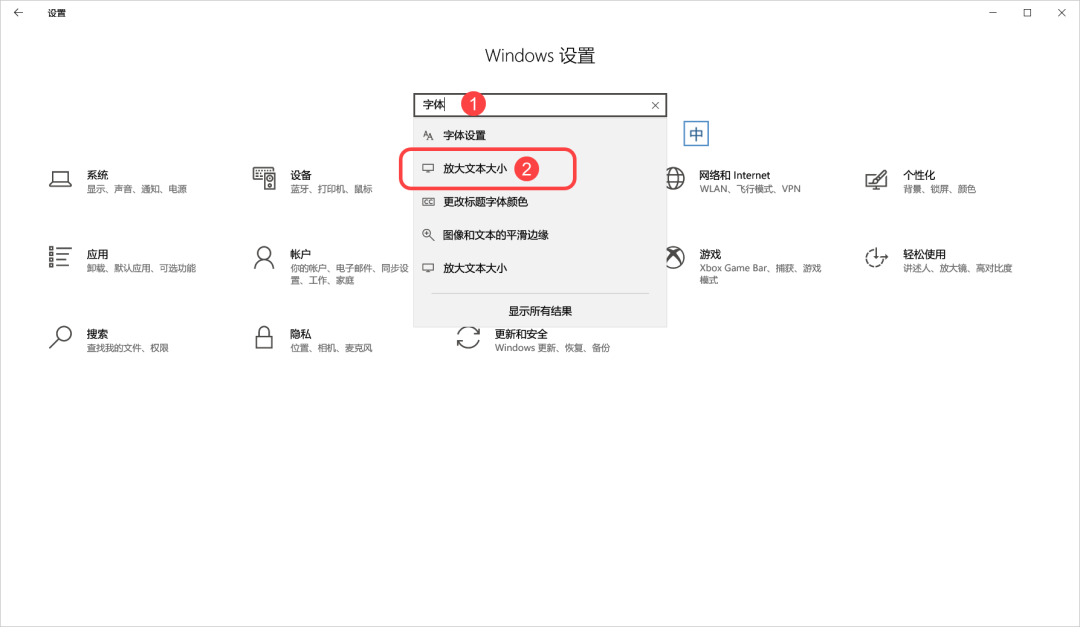 设置
Windows 设置
字体 1
字体设置
中
放大文本大小 2
更改标题字体颜色
图像和文本的平滑边缘
放大文本大小
显示所有结果
系统
显示、声音、通知、电源
设备
蓝牙、打印机、鼠标
网络和 Internet
WLAN、飞行模式、VPN
个性化
背景、锁屏、颜色
应用
卸载、默认应用、可选功能
帐户
你的帐户、电子邮件、同步设
置、工作、家庭
游戏
Xbox Game Bar、捕获、游戏
模式
轻松使用
讲述人、放大镜、高对比度
搜索
查找我的文件、权限
隐私
位置、相机、麦克风
更新和安全
Windows 更新、恢复、备份